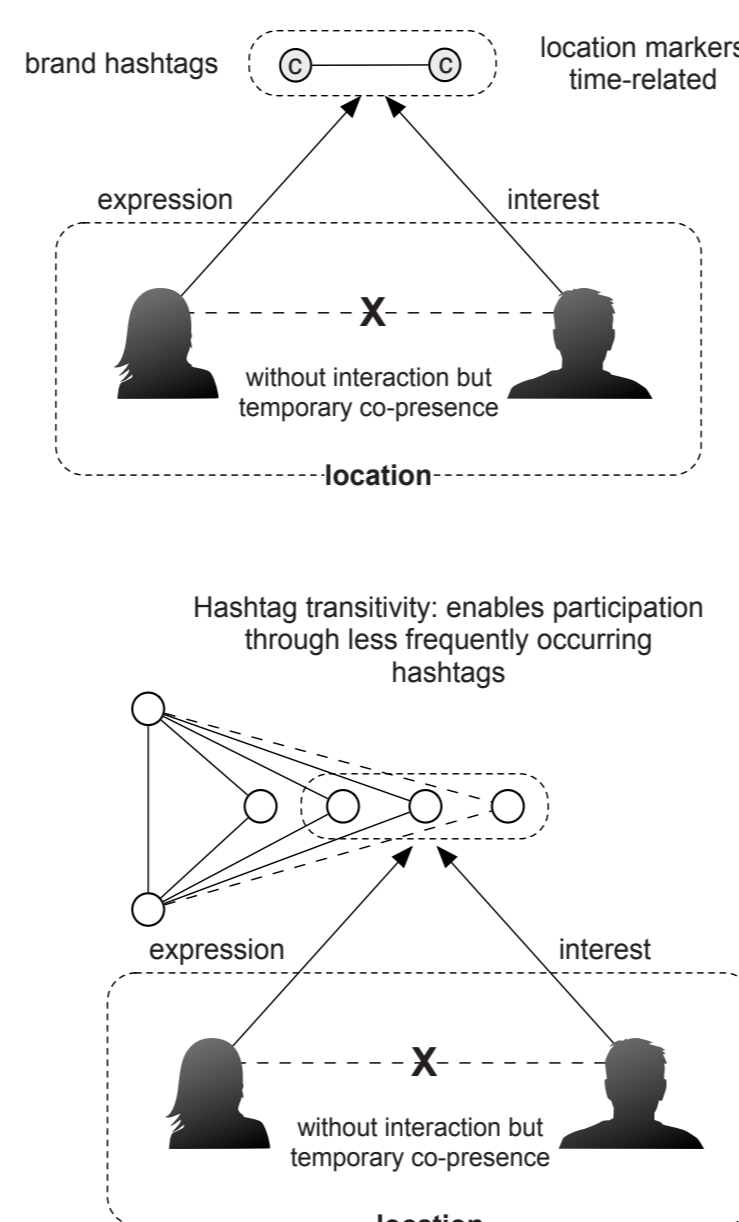 brand hashtags
C
C
location markers
time-related
expression
interest
X
without interaction but
temporary co-presence
location
Hashtag transitivity: enables participation
through less frequently occurring
hashtags
expression
interest
X
without interaction but
temporary co-presence
location